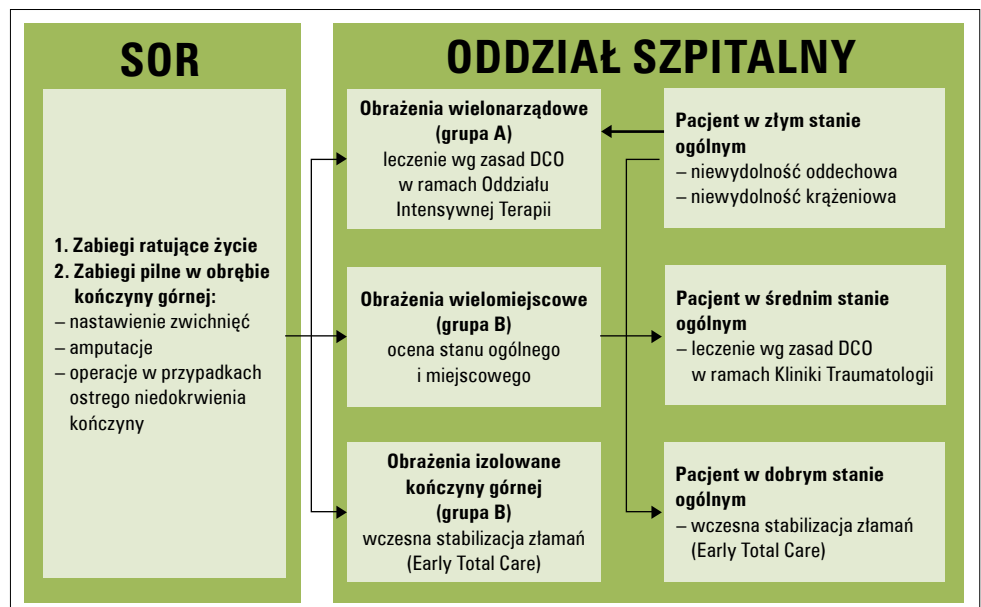 SOR
1. Zabiegi ratujące życie
2. Zabiegi pilne w obrębie
kończyny górnej:
– nastawienie zwichnięć
– amputacje
– operacje w przypadkach
ostrego niedokrwienia
kończyny
ODDZIAŁ SZPITALNY
Obrażenia wielonarządowe
(grupa A)
leczenie wg zasad DCO
w ramach Oddziału
Intensywnej Terapii
Obrażenia wielomiejscowe
(grupa B)
ocena stanu ogólnego
i miejscowego
Obrażenia izolowane
kończyny górnej
(grupa B)
wczesna stabilizacja złamań
(Early Total Care)
Pacjent w złym stanie
ogólnym
– niewydolność oddechowa
– niewydolność krążeniowa
Pacjent w średnim stanie
ogólnym
– leczenie wg zasad DCO
w ramach Kliniki Traumatologii
Pacjent w dobrym stanie
ogólnym
– wczesna stabilizacja złamań
(Early Total Care)